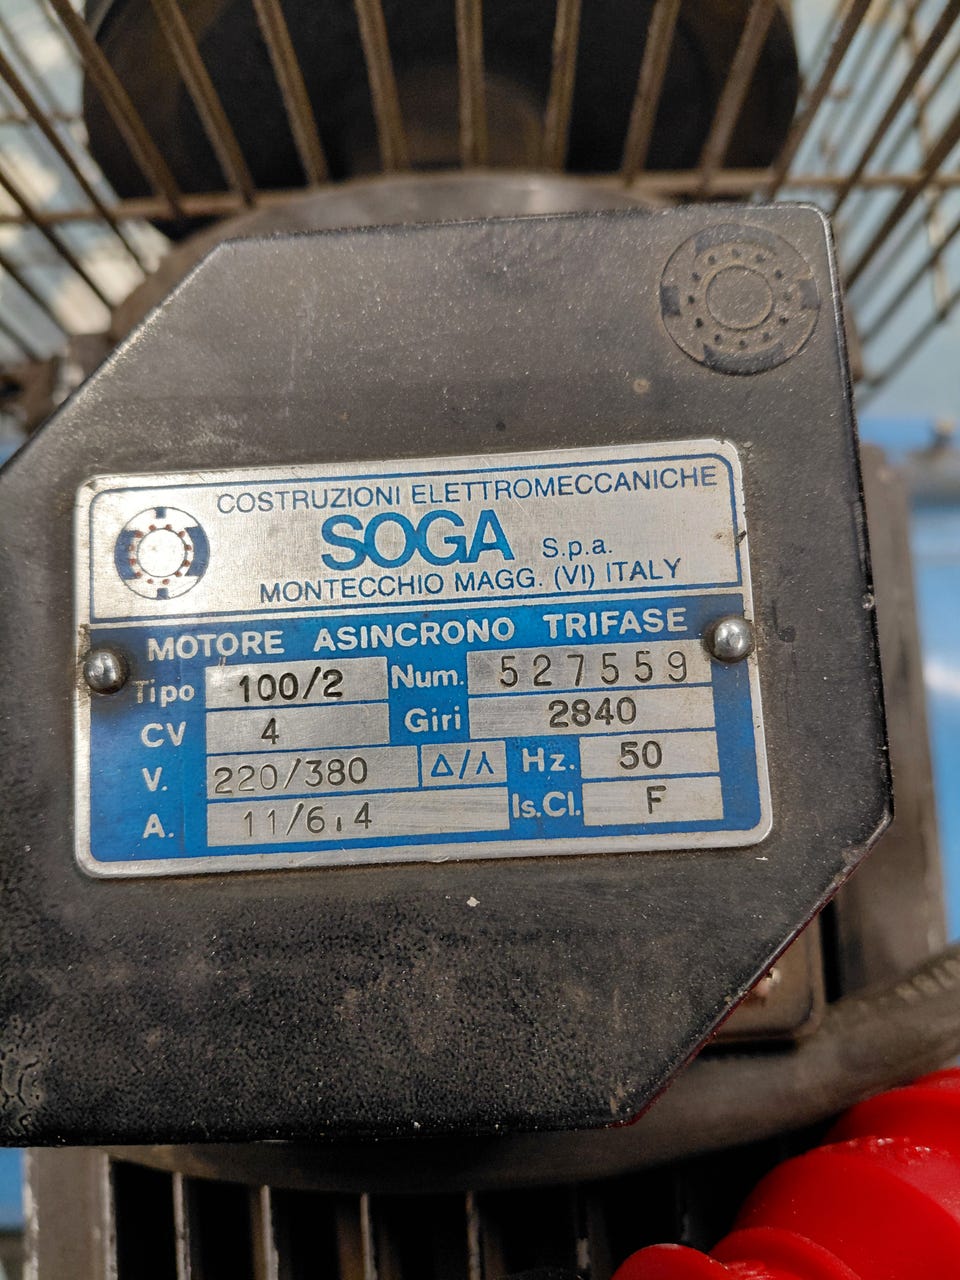 COSTRUZIONI ELETTROMECCANICHE
SOGA S.p.a.
MONTECCHIO MAGG. (VI) ITALY
MOTORE ASINCRONO TRIFASE
Tipo 100/2 Num. 527559
CV 4 Giri 2840
V. 220/380 Δ/⅄ Hz. 50
A. 11/6,4 Is.Cl. F